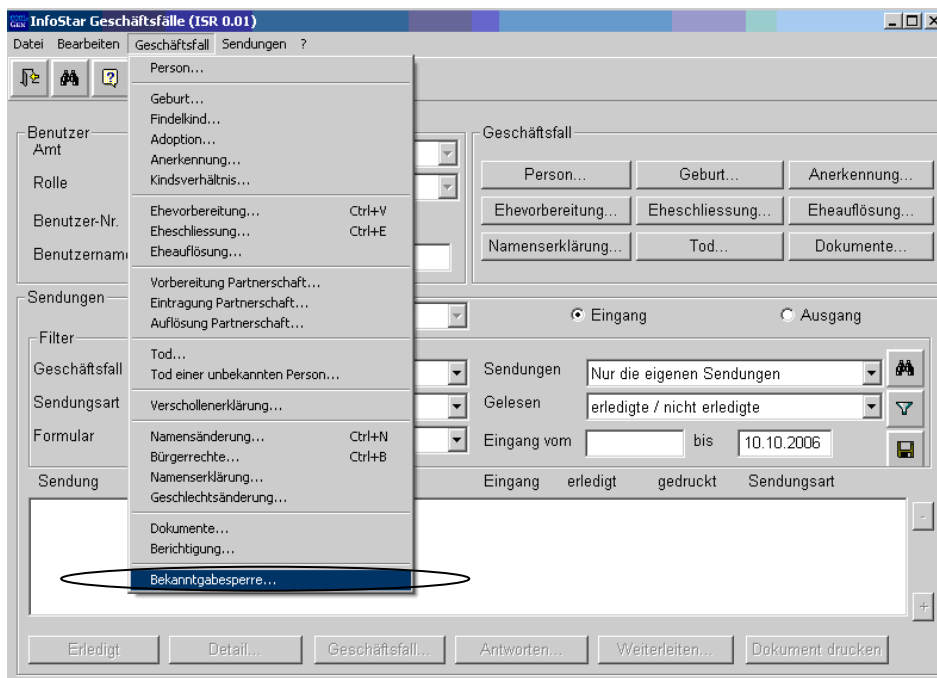 InfoStar Geschäftsfälle (ISR 0.01)
Datei Bearbeiten Geschäftsfall Sendungen ?
Person...
Geburt...
Findelkind...
Adoption...
Anerkennung...
Kindsverhältnis...
Ehevorbereitung... Ctrl+V
Eheschliessung... Ctrl+E
Eheauflösung...
Vorbereitung Partnerschaft...
Eintragung Partnerschaft...
Auflösung Partnerschaft...
Tod...
Tod einer unbekannten Person...
Verschollenerklärung...
Namensänderung... Ctrl+N
Bürgerrechte... Ctrl+B
Namenserklärung...
Geschlechtsänderung...
Dokumente...
Berichtigung...
Bekanntgabesperre...
Benutzer
Amt
Rolle
Benutzer-Nr.
Geschäftsfall
Person... Geburt... Anerkennung...
Ehevorbereitung... Eheschliessung... Eheauflösung...
Namenserklärung... Tod... Dokumente...
Sendungen
Eingang Ausgang
Filter
Geschäftsfall Sendungen Nur die eigenen Sendungen
Sendungsart Gelesen erledigte / nicht erledigte
Formular Eingang vom bis 10.10.2006
Sendung Eingang erledigt gedruckt Sendungsart
-
+
Erledigt Detail... Geschäftsfall... Antworten... Weiterleiten... Dokument drucken